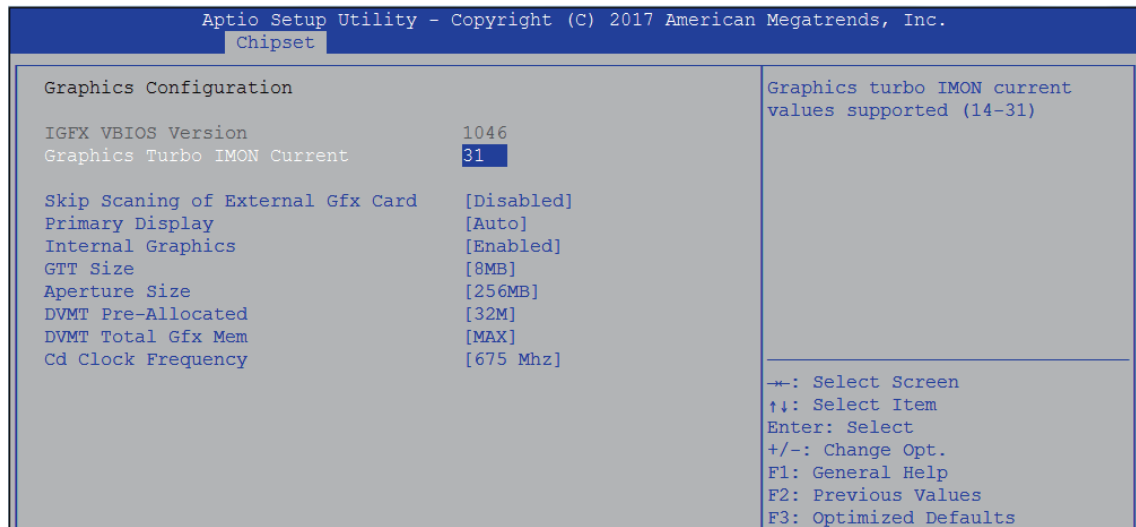 Aptio Setup Utility - Copyright (C) 2017 American Megatrends, Inc.
Chipset
Graphics Configuration
IGFX VBIOS Version 1046
Graphics Turbo IMON Current 31
Skip Scaning of External Gfx Card [Disabled]
Primary Display [Auto]
Internal Graphics [Enabled]
GTT Size [8MB]
Aperture Size [256MB]
DVMT Pre-Allocated [32M]
DVMT Total Gfx Mem [MAX]
Cd Clock Frequency [675 Mhz]
Graphics turbo IMON current
values supported (14-31)
→←: Select Screen
↑↓: Select Item
Enter: Select
+/-: Change Opt.
F1: General Help
F2: Previous Values
F3: Optimized Defaults